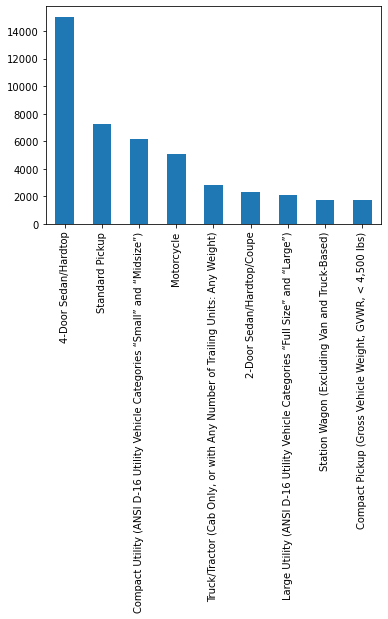 14000
12000
10000
8000
6000
4000
2000
0
4-Door Sedan/Hardtop
Standard Pickup
Compact Utility (ANSI D-16 Utility Vehicle Categories “Small” and “Midsize”)
Motorcycle
Truck/Tractor (Cab Only, or with Any Number of Trailing Units: Any Weight)
2-Door Sedan/Hardtop/Coupe
Large Utility (ANSI D-16 Utility Vehicle Categories “Full Size” and “Large”)
Station Wagon (Excluding Van and Truck-Based)
Compact Pickup (Gross Vehicle Weight, GVWR, < 4,500 lbs)